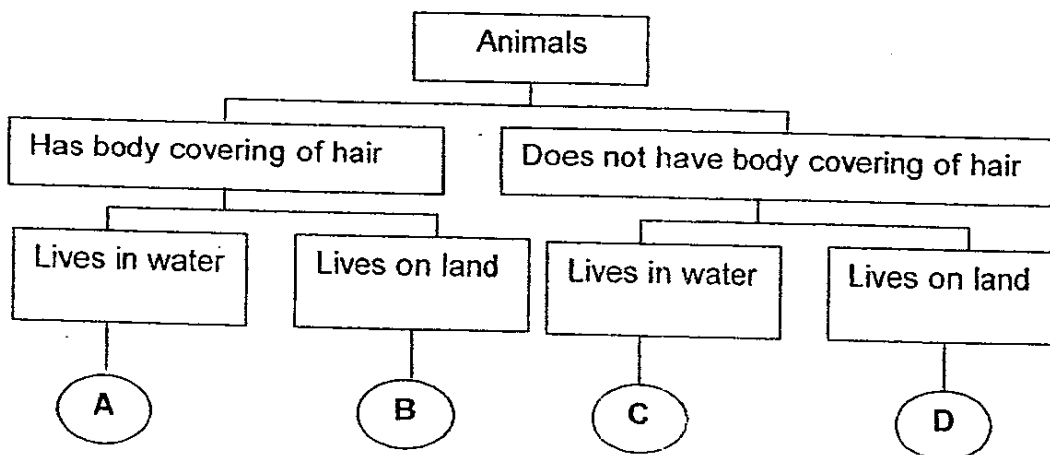 Animals
Has body covering of hair
Does not have body covering of hair
Lives in water
Lives on land
Lives in water
Lives on land
A
B
C
D